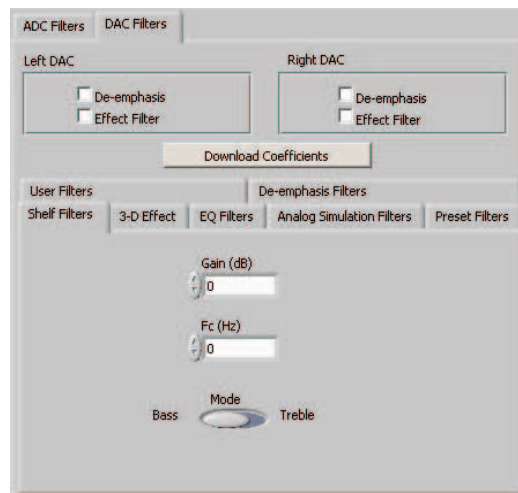 ADC Filters DAC Filters
Left DAC Right DAC
De-emphasis De-emphasis
Effect Filter Effect Filter
Download Coefficients
User Filters De-emphasis Filters
Shelf Filters 3-D Effect EQ Filters Analog Simulation Filters Preset Filters
Gain (dB)
0
Fc (Hz)
0
Mode
Bass Treble